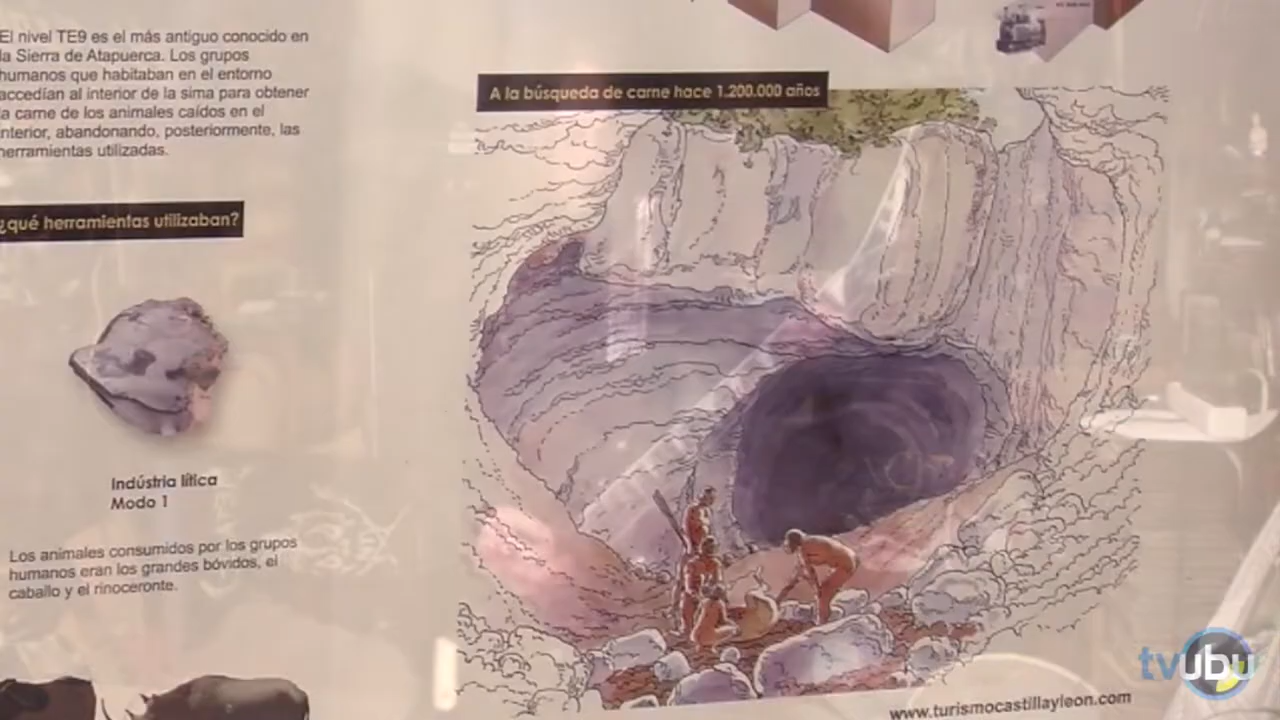 El nivel TE9 es el más antiguo conocido en
la Sierra de Atapuerca. Los grupos
humanos que habitaban en el entorno
accedían al interior de la sima para obtener
la carne de los animales caídos en el
interior, abandonando, posteriormente, las
herramientas utilizadas.
¿qué herramientas utilizaban?
Indústria lítica
Modo 1
Los animales consumidos por los grupos
humanos eran los grandes bóvidos, el
caballo y el rinoceronte.
A la búsqueda de carne hace 1.200.000 años
www.turismocastillayleon.com
tvubu